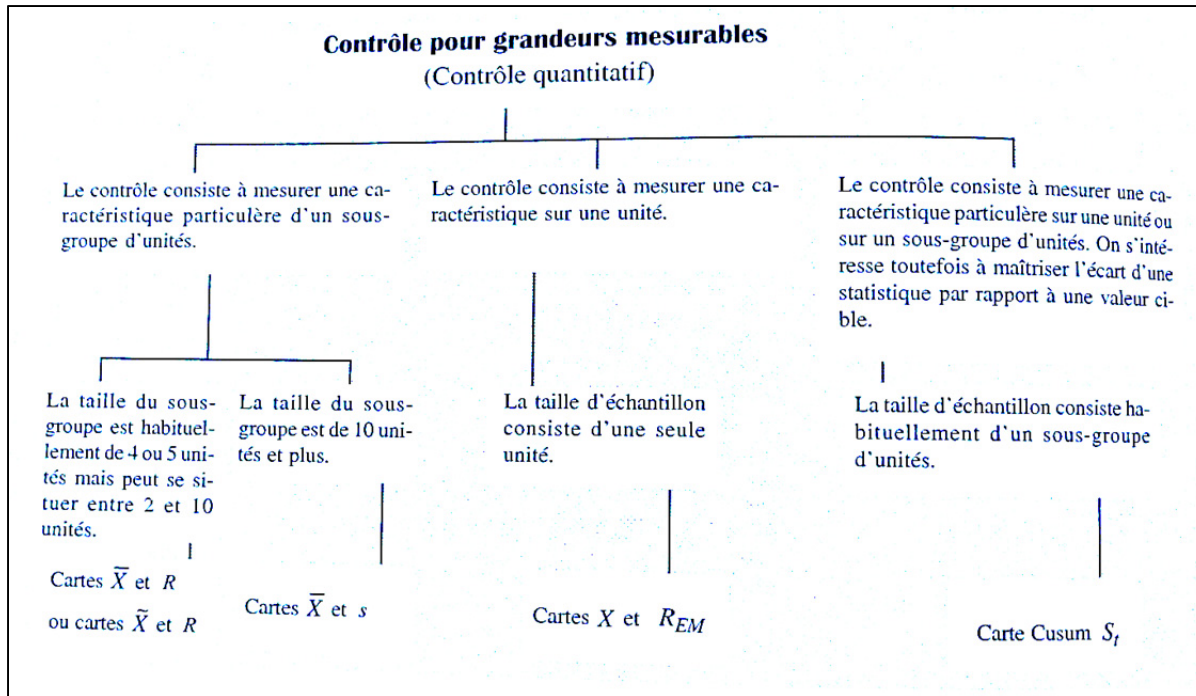 Contrôle pour grandeurs mesurables
(Contrôle quantitatif)
Le contrôle consiste à mesurer une ca-
ractéristique particulère d'un sous-
groupe d'unités.
Le contrôle consiste à mesurer une ca-
ractéristique sur une unité.
Le contrôle consiste à mesurer une ca-
ractéristique particulère sur une unité ou
sur un sous-groupe d'unités. On s'inté-
resse toutefois à maîtriser l'écart d'une
statistique par rapport à une valeur ci-
ble.
La taille du sous-
groupe est habituel-
lement de 4 ou 5 uni-
tés mais peut se si-
tuer entre 2 et 10
unités.
Cartes X̅ et R
ou cartes X̃ et R
La taille du sous-
groupe est de 10 uni-
tés et plus.
Cartes X̅ et s
La taille d'échantillon
consiste d'une seule
unité.
Cartes X et R_EM
La taille d'échantillon consiste ha-
bituellement d'un sous-groupe
d'unités.
Carte Cusum S_t